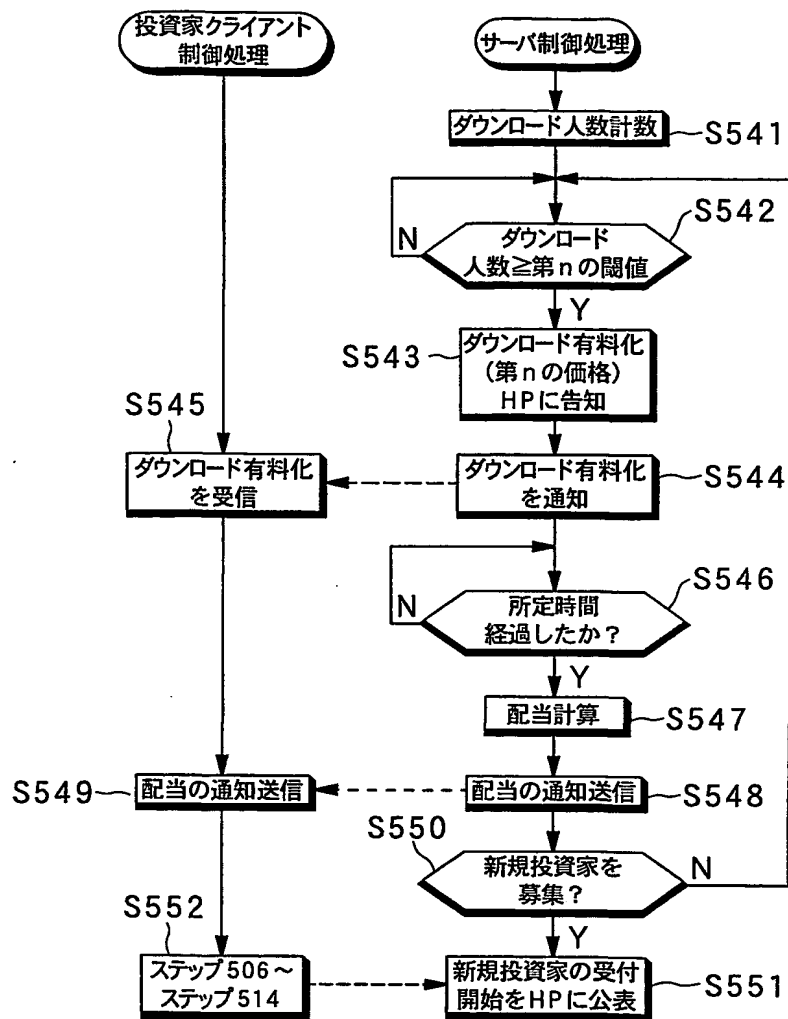 投資家クライアント
制御処理
サーバ制御処理
ダウンロード人数計数
S541
S542
N
ダウンロード
人数≧第nの閾値
Y
S543
ダウンロード有料化
(第nの価格)
HPに告知
S545
ダウンロード有料化
を受信
ダウンロード有料化
を通知
S544
S546
N
所定時間
経過したか？
Y
配当計算
S547
S549
配当の通知送信
配当の通知送信
S548
S550
新規投資家を
募集？
N
Y
S552
ステップ506～
ステップ514
新規投資家の受付
開始をHPに公表
S551